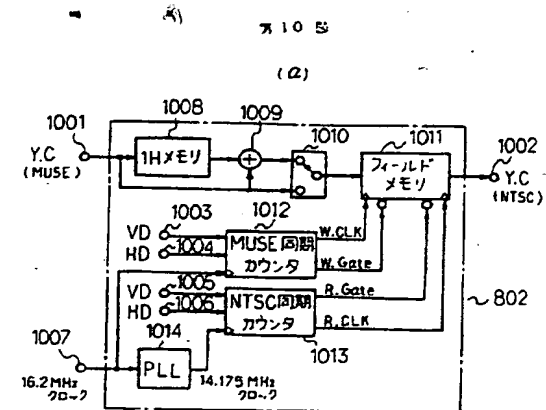 第10図
(a)
1008
1009
1010
1011
1001
1002
Y.C
(MUSE)
1Hメモリ
フィールド
メモリ
Y.C
(NTSC)
1003
1012
VD
W.CLK
HD
1004
MUSE同期
カウンタ
W.Gate
1005
VD
R.Gate
HD
1006
NTSC同期
カウンタ
R.CLK
802
1014
1007
1013
PLL
16.2MHz
クロック
14.175MHz
クロック